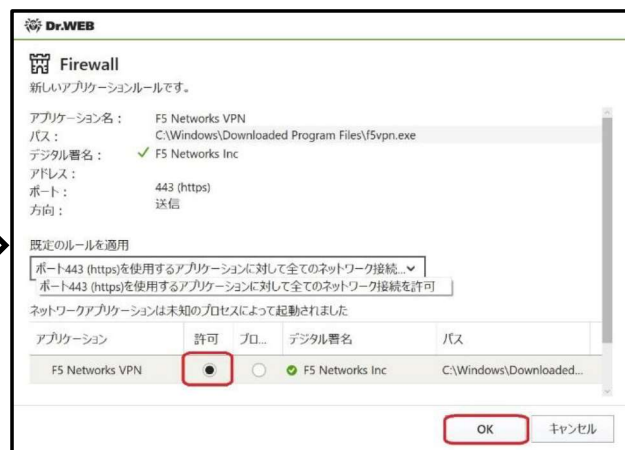 Dr.WEB
Firewall
新しいアプリケーションルールです。
アプリケーション名： F5 Networks VPN
パス： C:\Windows\Downloaded Program Files\f5vpn.exe
デジタル署名： F5 Networks Inc
アドレス：
ポート： 443 (https)
方向： 送信
既定のルールを適用
ポート443 (https)を使用するアプリケーションに対して全てのネットワーク接続...
ポート443 (https)を使用するアプリケーションに対して全てのネットワーク接続を許可
ネットワークアプリケーションは未知のプロセスによって起動されました
アプリケーション 許可 ブロ... デジタル署名 パス
F5 Networks VPN F5 Networks Inc C:\Windows\Downloaded...
OK キャンセル